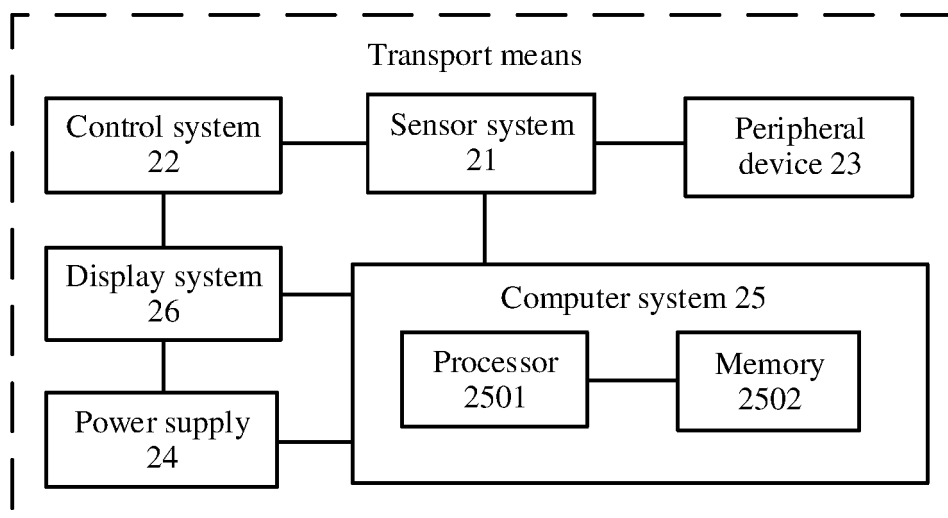 Transport means
Control system
22
Sensor system
21
Peripheral
device 23
Display system
26
Computer system 25
Processor
2501
Memory
2502
Power supply
24